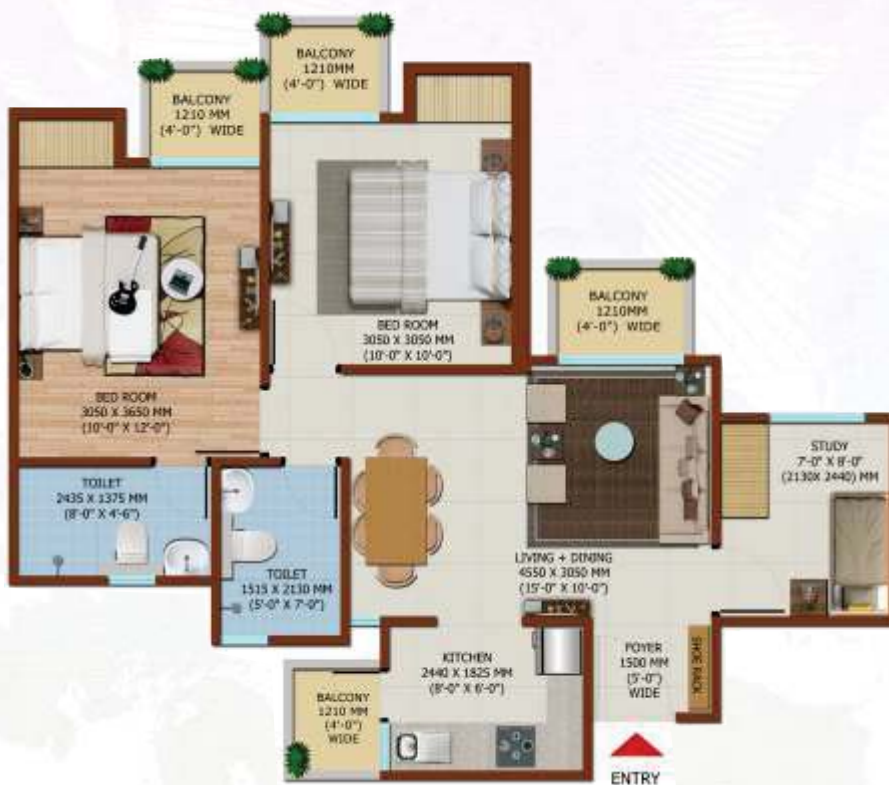 BALCONY
1210MM
(4'-0") WIDE
BALCONY
1210 MM
(4'-0") WIDE
BED ROOM
3050 X 3050 MM
(10'-0" X 10'-0")
BALCONY
1210MM
(4'-0") WIDE
BED ROOM
3050 X 3650 MM
(10'-0" X 12'-0")
STUDY
7'-0" X 8'-0"
(2130X 2440) MM
TOILET
2435 X 1375 MM
(8'-0" X 4'-6")
TOILET
1515 X 2130 MM
(5'-0" X 7'-0")
LIVING + DINING
4550 X 3050 MM
(15'-0" X 10'-0")
KITCHEN
2440 X 1825 MM
(8'-0" X 6'-0")
FOYER
1500 MM
(5'-0")
WIDE
SHOE RACK
BALCONY
1210 MM
(4'-0")
WIDE
ENTRY